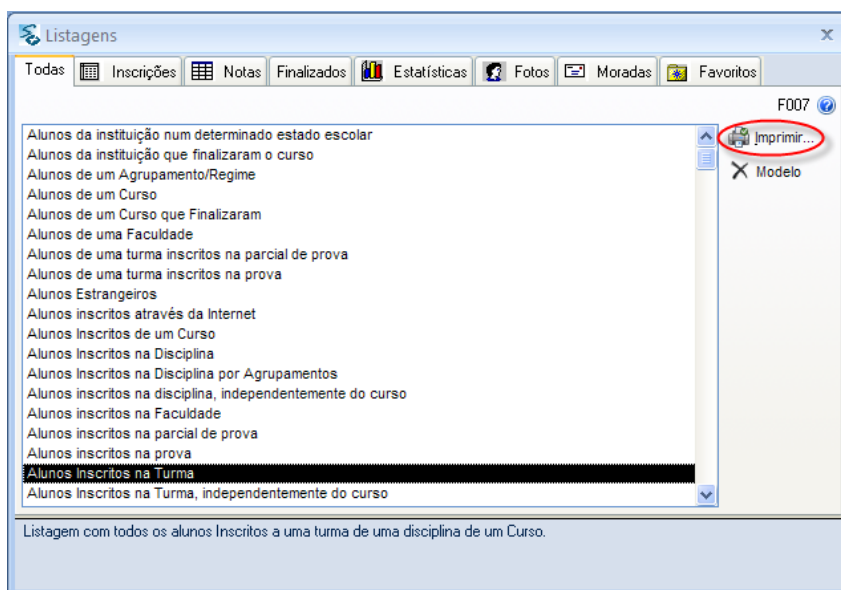 Listagens
Todas Inscrições Notas Finalizados Estatísticas Fotos Moradas Favoritos
F007
Alunos da instituição num determinado estado escolar
Imprimir...
Alunos da instituição que finalizaram o curso
Alunos de um Agrupamento/Regime
Modelo
Alunos de um Curso
Alunos de um Curso que Finalizaram
Alunos de uma Faculdade
Alunos de uma turma inscritos na parcial de prova
Alunos de uma turma inscritos na prova
Alunos Estrangeiros
Alunos inscritos através da Internet
Alunos Inscritos de um Curso
Alunos Inscritos na Disciplina
Alunos Inscritos na Disciplina por Agrupamentos
Alunos inscritos na disciplina, independentemente do curso
Alunos inscritos na Faculdade
Alunos inscritos na parcial de prova
Alunos inscritos na prova
Alunos Inscritos na Turma
Alunos Inscritos na Turma, independentemente do curso
Listagem com todos os alunos Inscritos a uma turma de uma disciplina de um Curso.